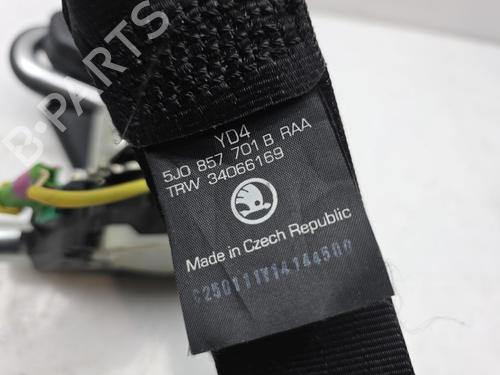 YD4
5J0 857 701 B RAA
TRW 34066169
Made in Czech Republic
B-PARTS